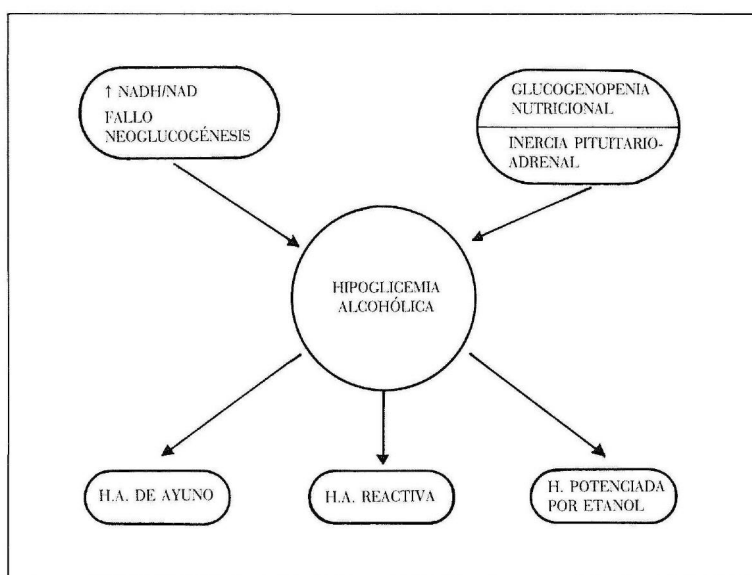 ↑ NADH/NAD
FALLO
NEOGLUCOGÉNESIS
GLUCOGENOPENIA
NUTRICIONAL
INERCIA PITUITARIO-
ADRENAL
HIPOGLICEMIA
ALCOHÓLICA
H.A. DE AYUNO
H.A. REACTIVA
H. POTENCIADA
POR ETANOL